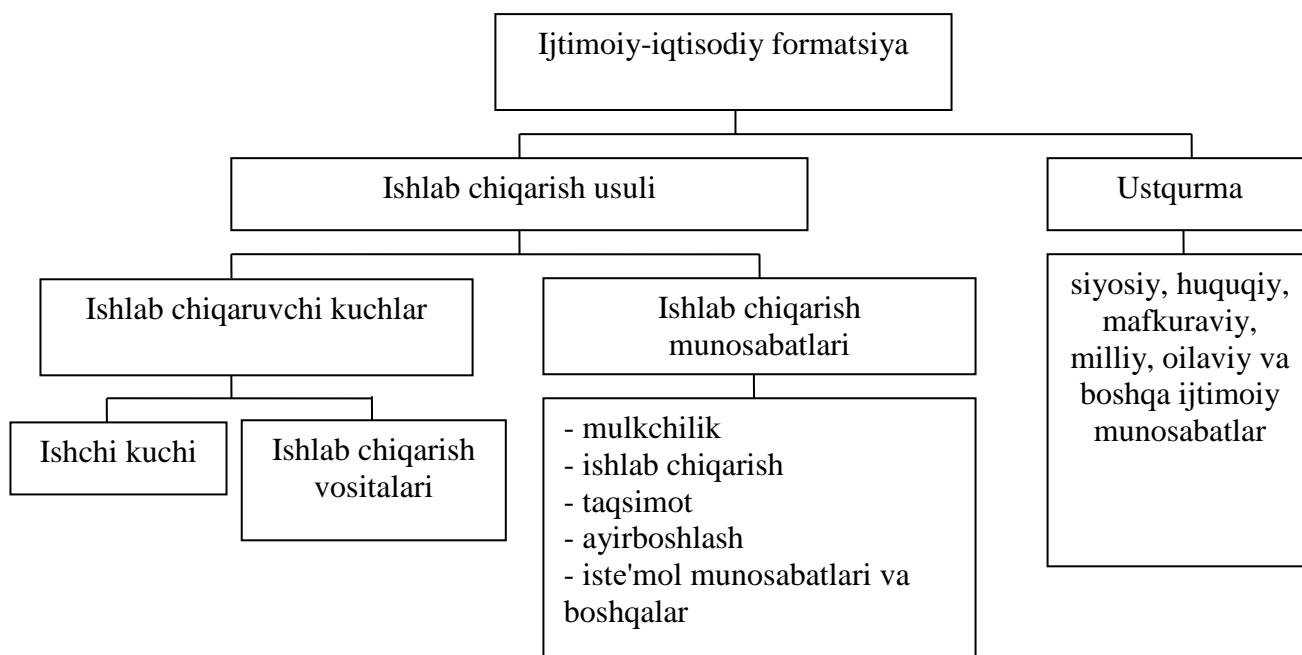 Ijtimoiy-iqtisodiy formatsiya
Ishlab chiqarish usuli
Ustqurma
Ishlab chiqaruvchi kuchlar
Ishlab chiqarish
munosabatlari
siyosiy, huquqiy,
mafkuraviy,
milliy, oilaviy va
boshqa ijtimoiy
munosabatlar
Ishchi kuchi
Ishlab chiqarish
vositalari
- mulkchilik
- ishlab chiqarish
- taqsimot
- ayirboshlash
- iste'mol munosabatlari va
boshqalar